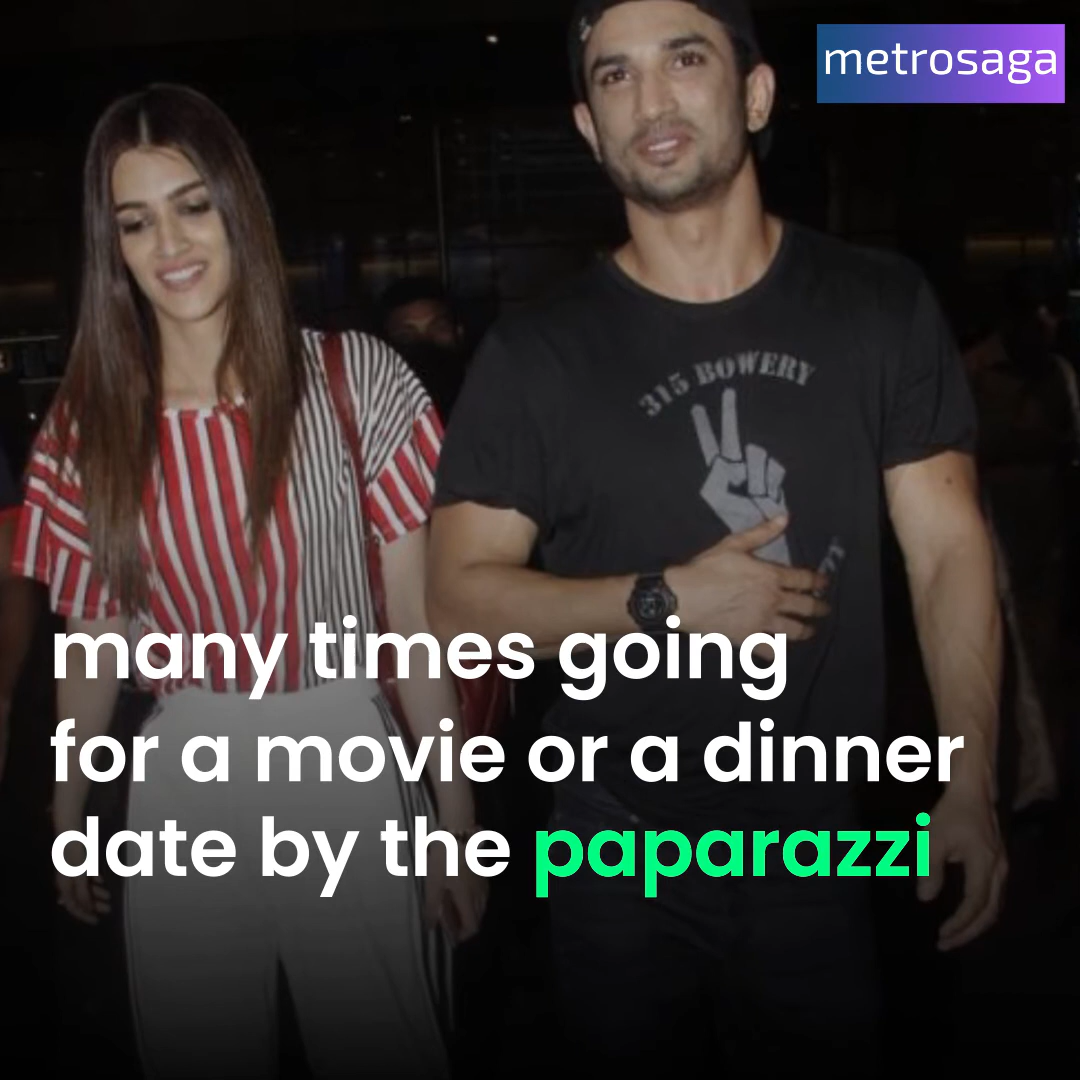 metrosaga
315 BOWERY
many times going
for a movie or a dinner
date by the paparazzi